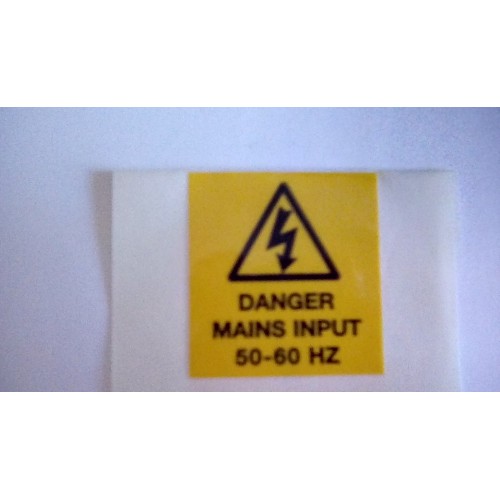 DANGER
MAINS INPUT
50-60 HZ